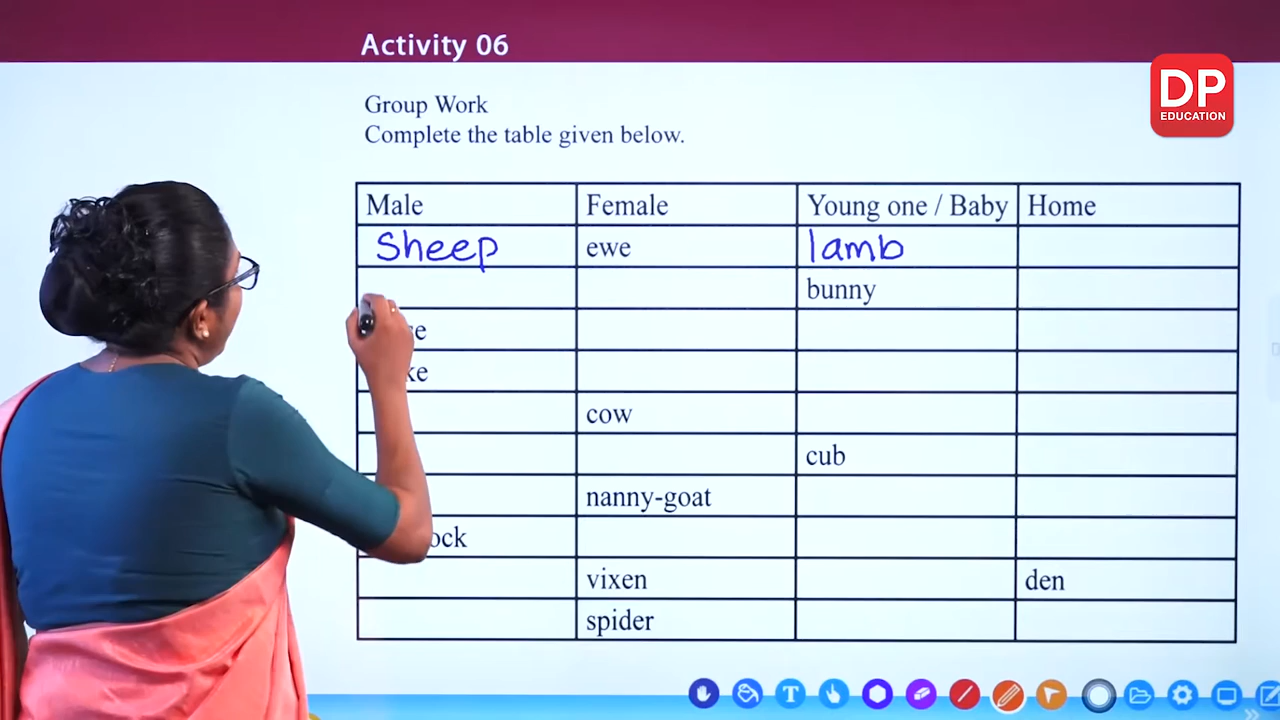 Activity 06
DP
EDUCATION
Group Work
Complete the table given below.
Male Female Young one / Baby Home
Sheep ewe lamb
bunny
cow
cub
nanny-goat
vixen den
spider
T